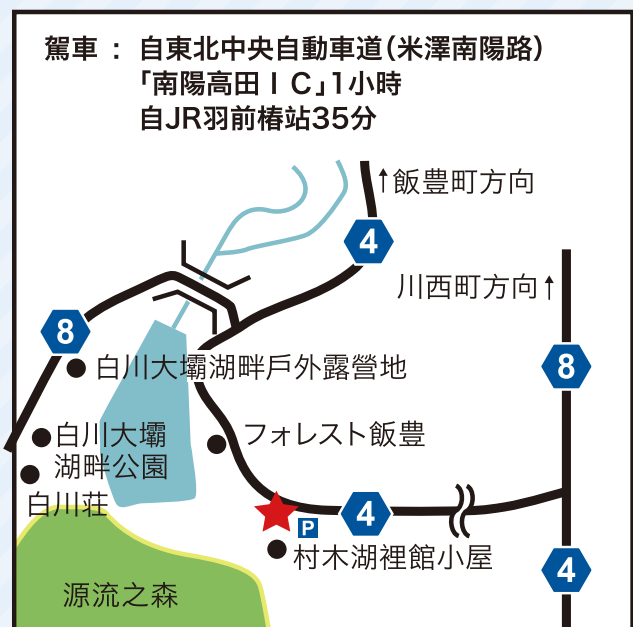 駕車 : 自東北中央自動車道(米澤南陽路)
「南陽高田ＩＣ」1小時
自JR羽前椿站35分
↑飯豊町方向
4
川西町方向↑
8
8
白川大壩湖畔戶外露營地
白川大壩
湖畔公園
フォレスト飯豊
白川荘
4
P
村木湖裡館小屋
4
源流之森